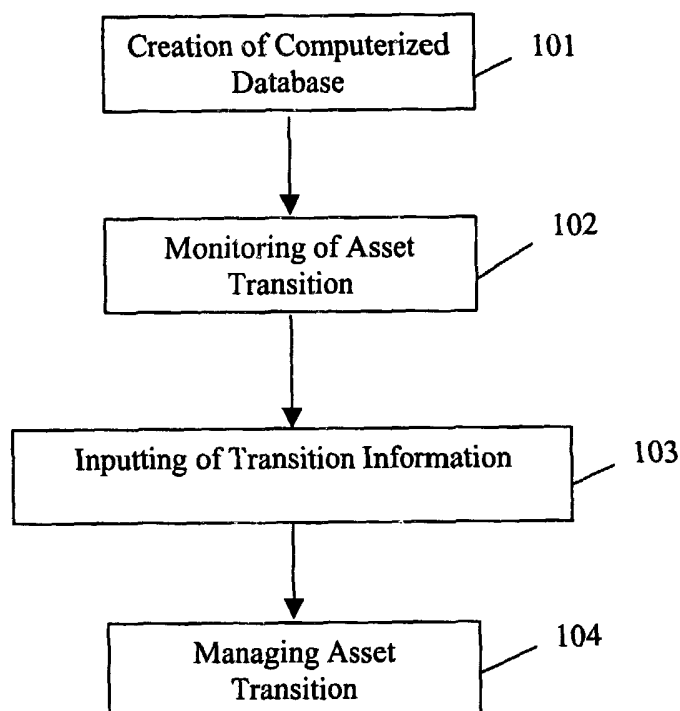 Creation of Computerized
Database
101
Monitoring of Asset
Transition
102
Inputting of Transition Information
103
Managing Asset
Transition
104